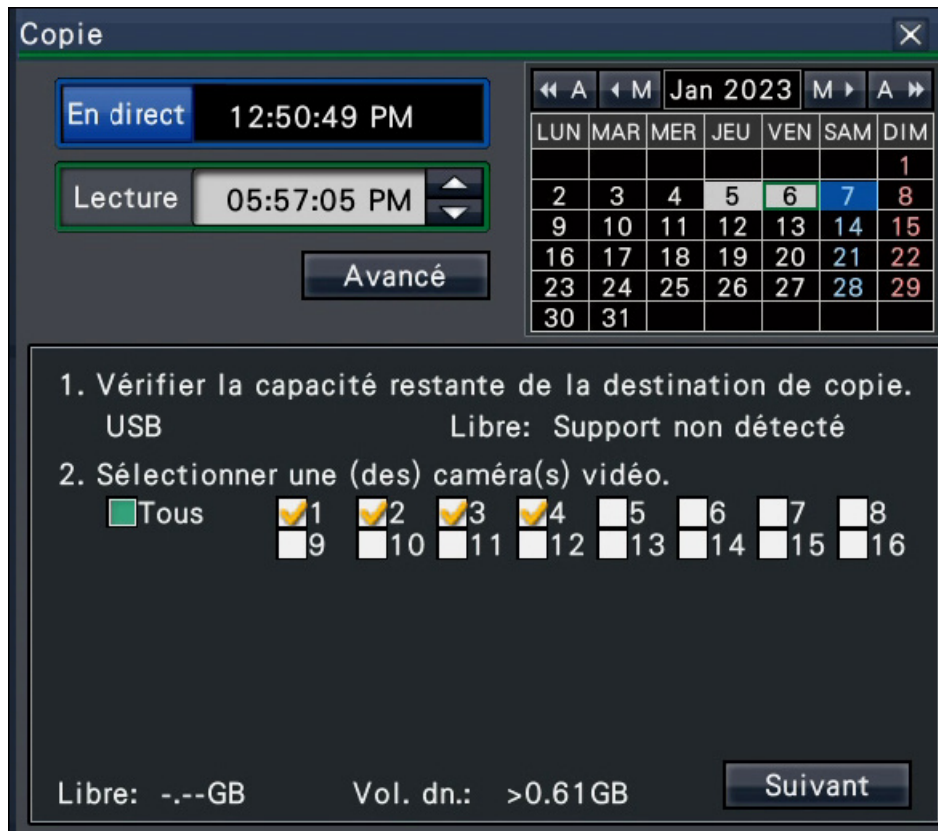 Copie
En direct 12:50:49 PM
Lecture 05:57:05 PM
Avancé
A M Jan 2023 M A
LUN MAR MER JEU VEN SAM DIM
1
2 3 4 5 6 7 8
9 10 11 12 13 14 15
16 17 18 19 20 21 22
23 24 25 26 27 28 29
30 31
1. Vérifier la capacité restante de la destination de copie.
USB Libre: Support non détecté
2. Sélectionner une (des) caméra(s) vidéo.
Tous 1 2 3 4 5 6 7 8
9 10 11 12 13 14 15 16
Libre: -.--GB Vol. dn.: >0.61GB Suivant